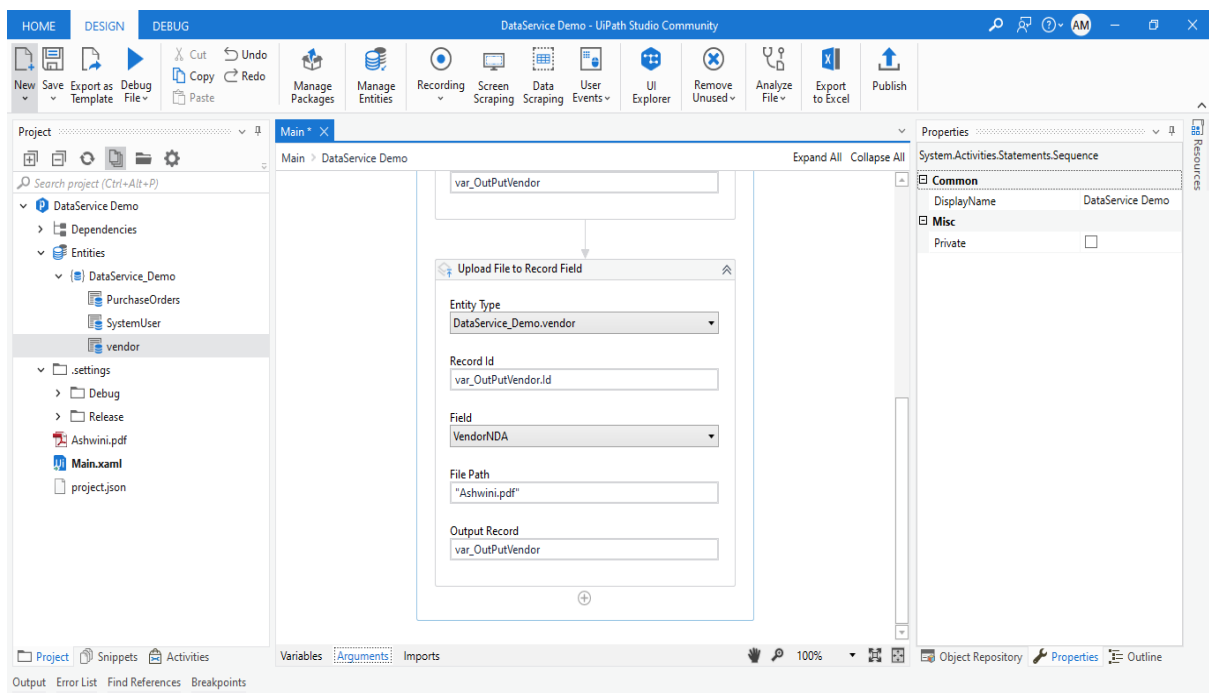 HOME DESIGN DEBUG DataService Demo - UiPath Studio Community AM
New Save Export as Template Debug File Cut Copy Paste Undo Redo Manage Packages Manage Entities Recording Screen Scraping Data Scraping User Events UI Explorer Remove Unused Analyze File Export to Excel Publish
Project
Search project (Ctrl+Alt+P)
DataService Demo
Dependencies
Entities
DataService_Demo
PurchaseOrders
SystemUser
vendor
.settings
Debug
Release
Ashwini.pdf
Main.xaml
project.json
Project Snippets Activities
Main *
Main > DataService Demo Expand All Collapse All
var_OutPutVendor
Upload File to Record Field
Entity Type
DataService_Demo.vendor
Record Id
var_OutPutVendor.Id
Field
VendorNDA
File Path
"Ashwini.pdf"
Output Record
var_OutPutVendor
Variables Arguments Imports 100%
Properties
System.Activities.Statements.Sequence
Common
DisplayName DataService Demo
Misc
Private
Object Repository Properties Outline
Resources
Output Error List Find References Breakpoints